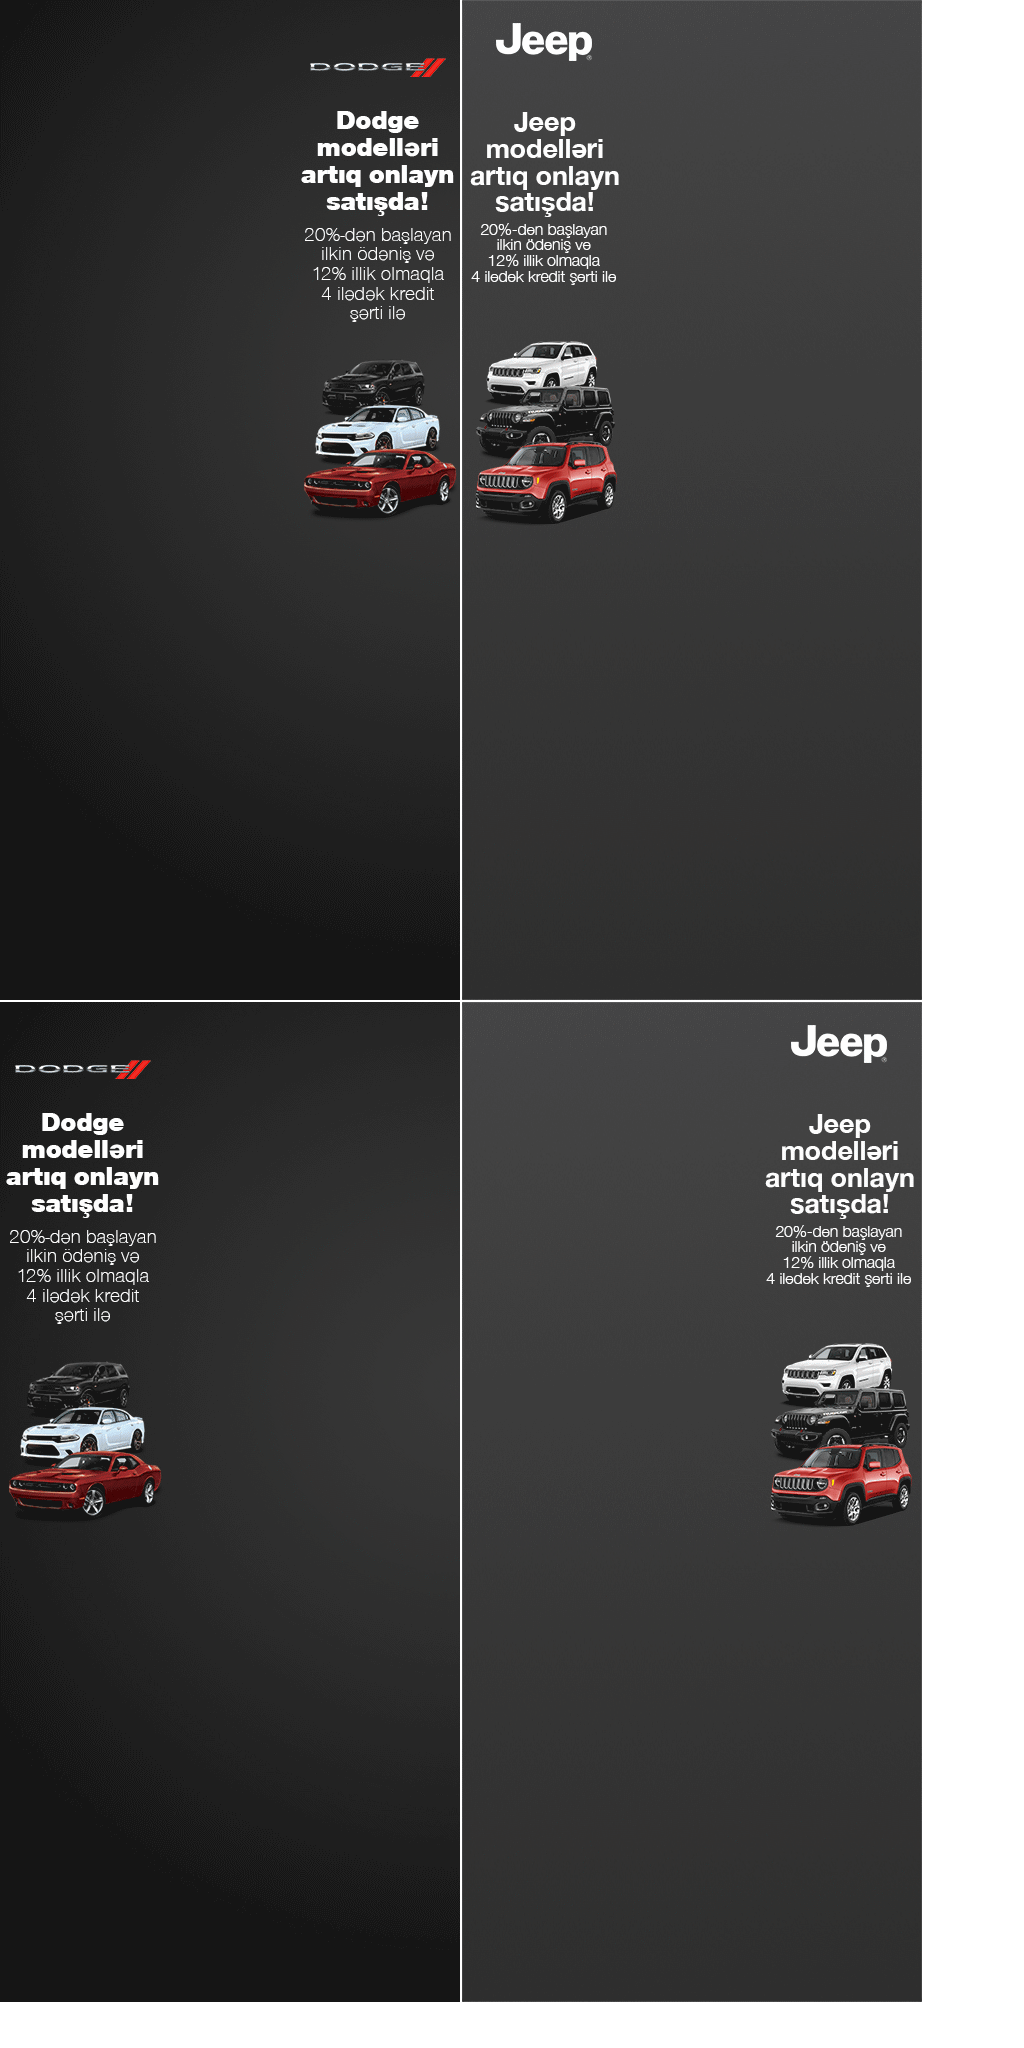 DODGE
Dodge
modelləri
artıq onlayn
satışda!
20%-dən başlayan
ilkin ödəniş və
12% illik olmaqla
4 ilədək kredit
şərti ilə
Jeep
Jeep
modelləri
artıq onlayn
satışda!
20%-dən başlayan
ilkin ödəniş və
12% illik olmaqla
4 ilədək kredit şərti ilə
DODGE
Dodge
modelləri
artıq onlayn
satışda!
20%-dən başlayan
ilkin ödəniş və
12% illik olmaqla
4 ilədək kredit
şərti ilə
Jeep
Jeep
modelləri
artıq onlayn
satışda!
20%-dən başlayan
ilkin ödəniş və
12% illik olmaqla
4 ilədək kredit şərti ilə